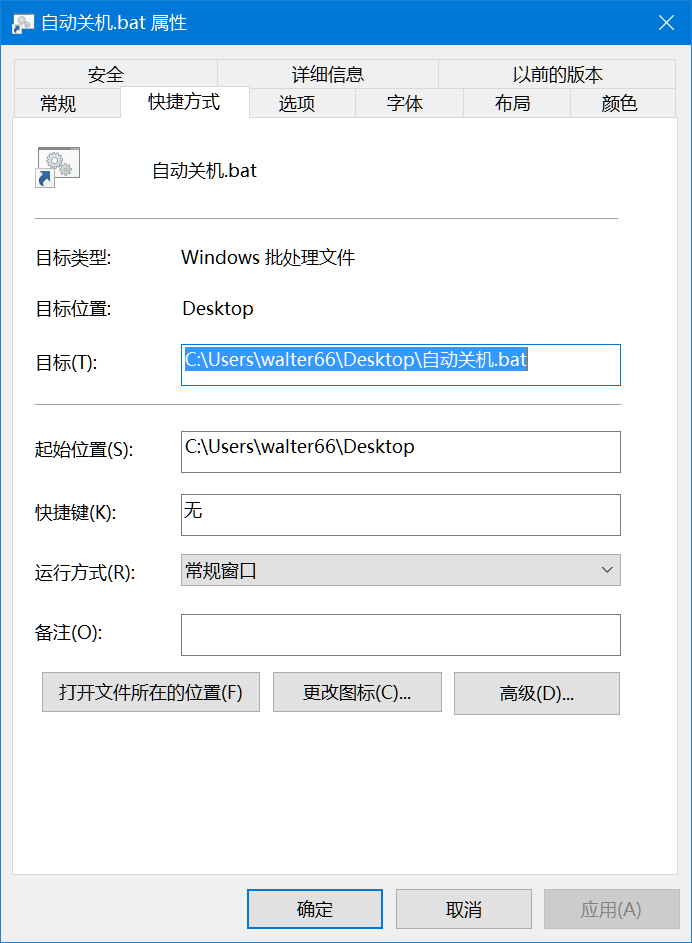 自动关机.bat 属性
安全 详细信息 以前的版本
常规 快捷方式 选项 字体 布局 颜色
自动关机.bat
目标类型: Windows 批处理文件
目标位置: Desktop
目标(T): C:\Users\walter66\Desktop\自动关机.bat
起始位置(S): C:\Users\walter66\Desktop
快捷键(K): 无
运行方式(R): 常规窗口
备注(O):
打开文件所在的位置(F) 更改图标(C)... 高级(D)...
确定 取消 应用(A)